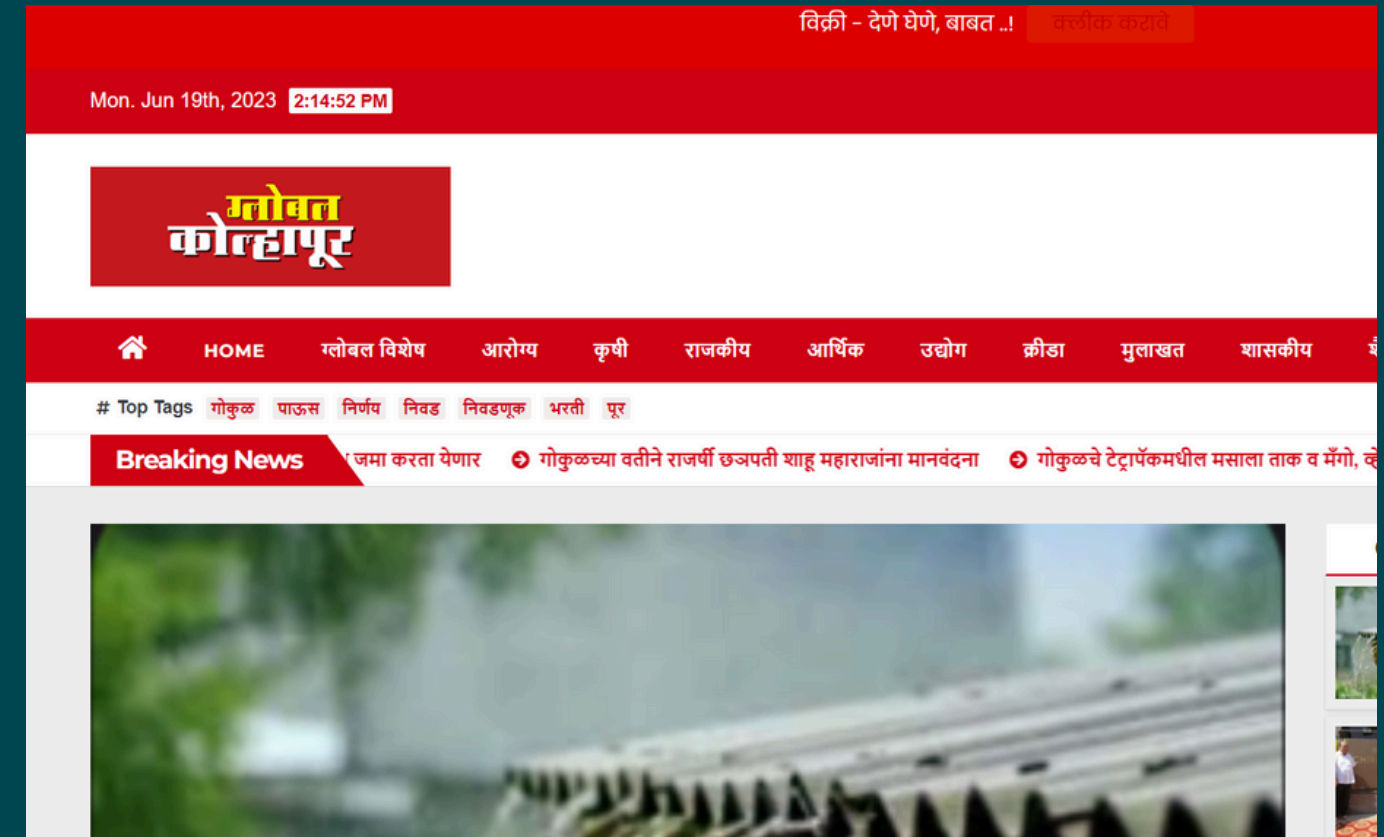 विक्री - देणे घेणे, बाबत ..! क्लीक करावे
Mon. Jun 19th, 2023 2:14:52 PM
ग्लोबल
कोल्हापूर
HOME ग्लोबल विशेष आरोग्य कृषी राजकीय आर्थिक उद्योग क्रीडा मुलाखत शासकीय
# Top Tags गोकुळ पाऊस निर्णय निवड निवडणूक भरती पूर
Breaking News जमा करता येणार गोकुळच्या वतीने राजर्षी छञपती शाहू महाराजांना मानवंदना गोकुळचे टेट्रापॅकमधील मसाला ताक व मँगो,